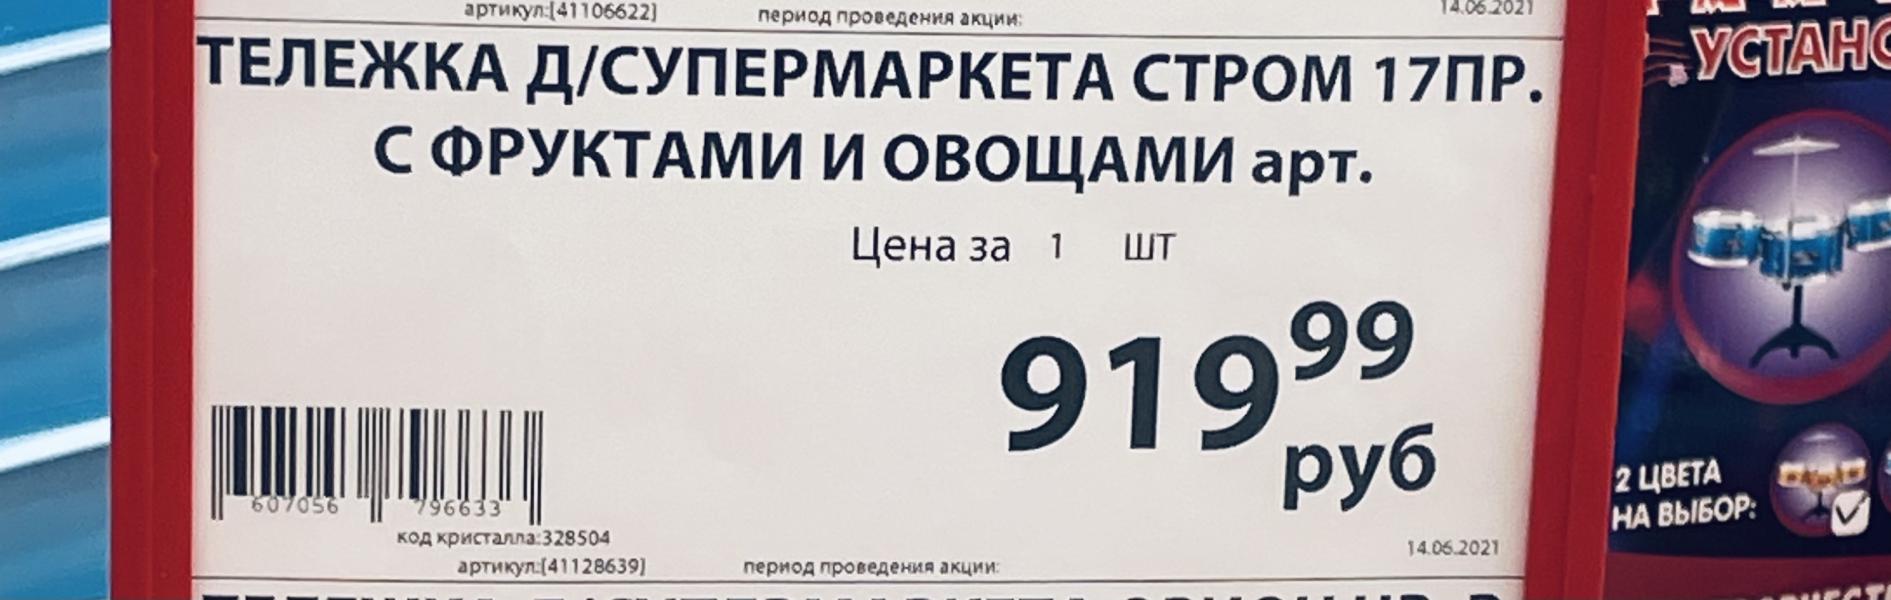 артикул:[41106622] период проведения акции: 14.06.2021
ТЕЛЕЖКА Д/СУПЕРМАРКЕТА СТРОМ 17ПР.
С ФРУКТАМИ И ОВОЩАМИ арт.
Цена за 1 шт
919 99
руб
607056 796633
код кристалла:328504
артикул:[41128639] период проведения акции: 14.06.2021
2 ЦВЕТА
НА ВЫБОР: